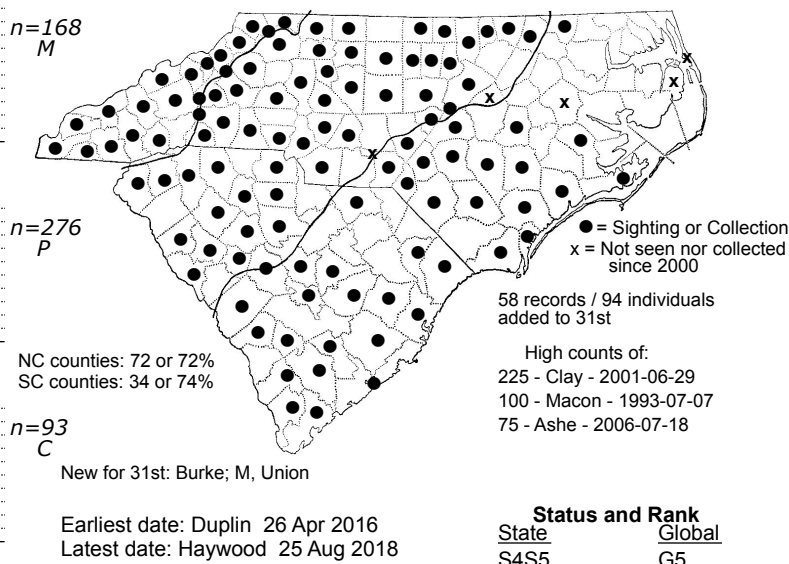 n=168
M
n=276
P
n=93
C
● = Sighting or Collection
x = Not seen nor collected
since 2000
58 records / 94 individuals
added to 31st
High counts of:
225 - Clay - 2001-06-29
100 - Macon - 1993-07-07
75 - Ashe - 2006-07-18
NC counties: 72 or 72%
SC counties: 34 or 74%
New for 31st: Burke; M, Union
Earliest date: Duplin 26 Apr 2016
Latest date: Haywood 25 Aug 2018
Status and Rank
State Global
S4S5 G5